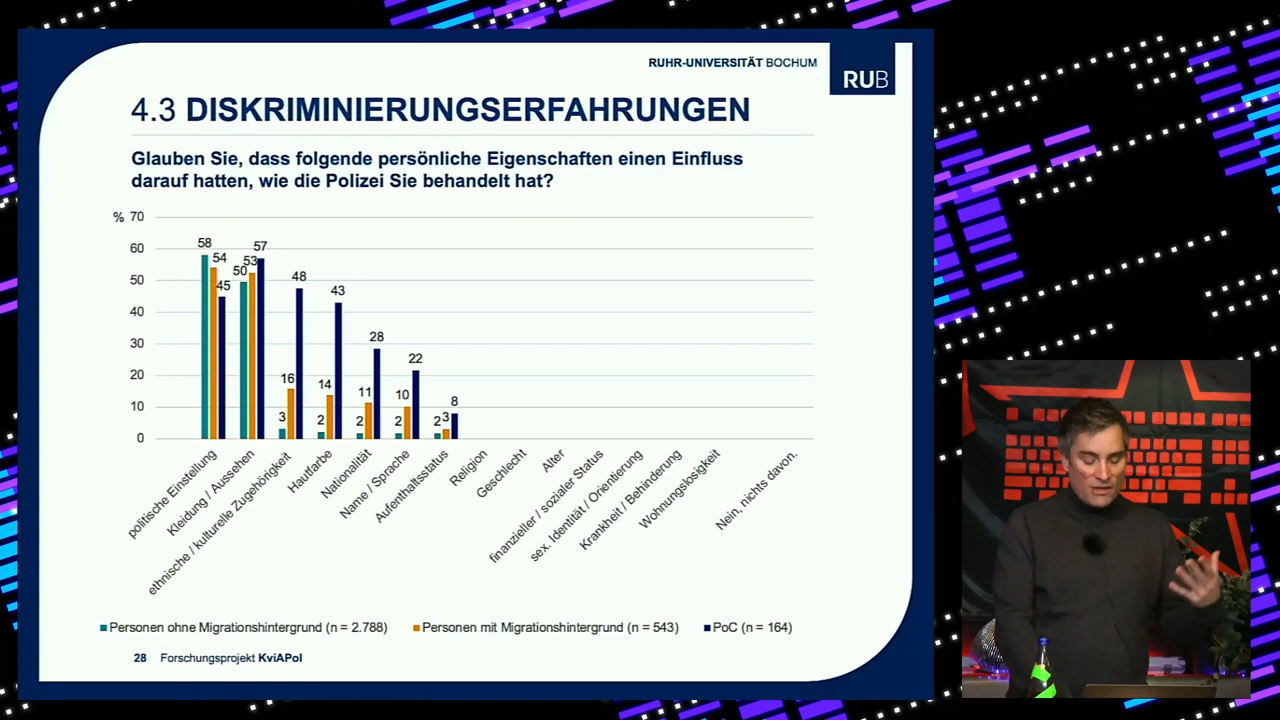 RUHR-UNIVERSITÄT BOCHUM
RUB
4.3 DISKRIMINIERUNGSERFAHRUNGEN
Glauben Sie, dass folgende persönliche Eigenschaften einen Einfluss
darauf hatten, wie die Polizei Sie behandelt hat?
% 70
60
50
40
30
20
10
0
58
54
45
50
53
57
3
16
48
2
14
43
2
11
28
2
10
22
2
3
8
politische Einstellung
Kleidung / Aussehen
ethnische / kulturelle Zugehörigkeit
Hautfarbe
Nationalität
Name / Sprache
Aufenthaltsstatus
Religion
Geschlecht
Alter
finanzieller / sozialer Status
sex. Identität / Orientierung
Krankheit / Behinderung
Wohnungslosigkeit
Nein, nichts davon.
Personen ohne Migrationshintergrund (n = 2.788)
Personen mit Migrationshintergrund (n = 543)
PoC (n = 164)
28 Forschungsprojekt KviAPol